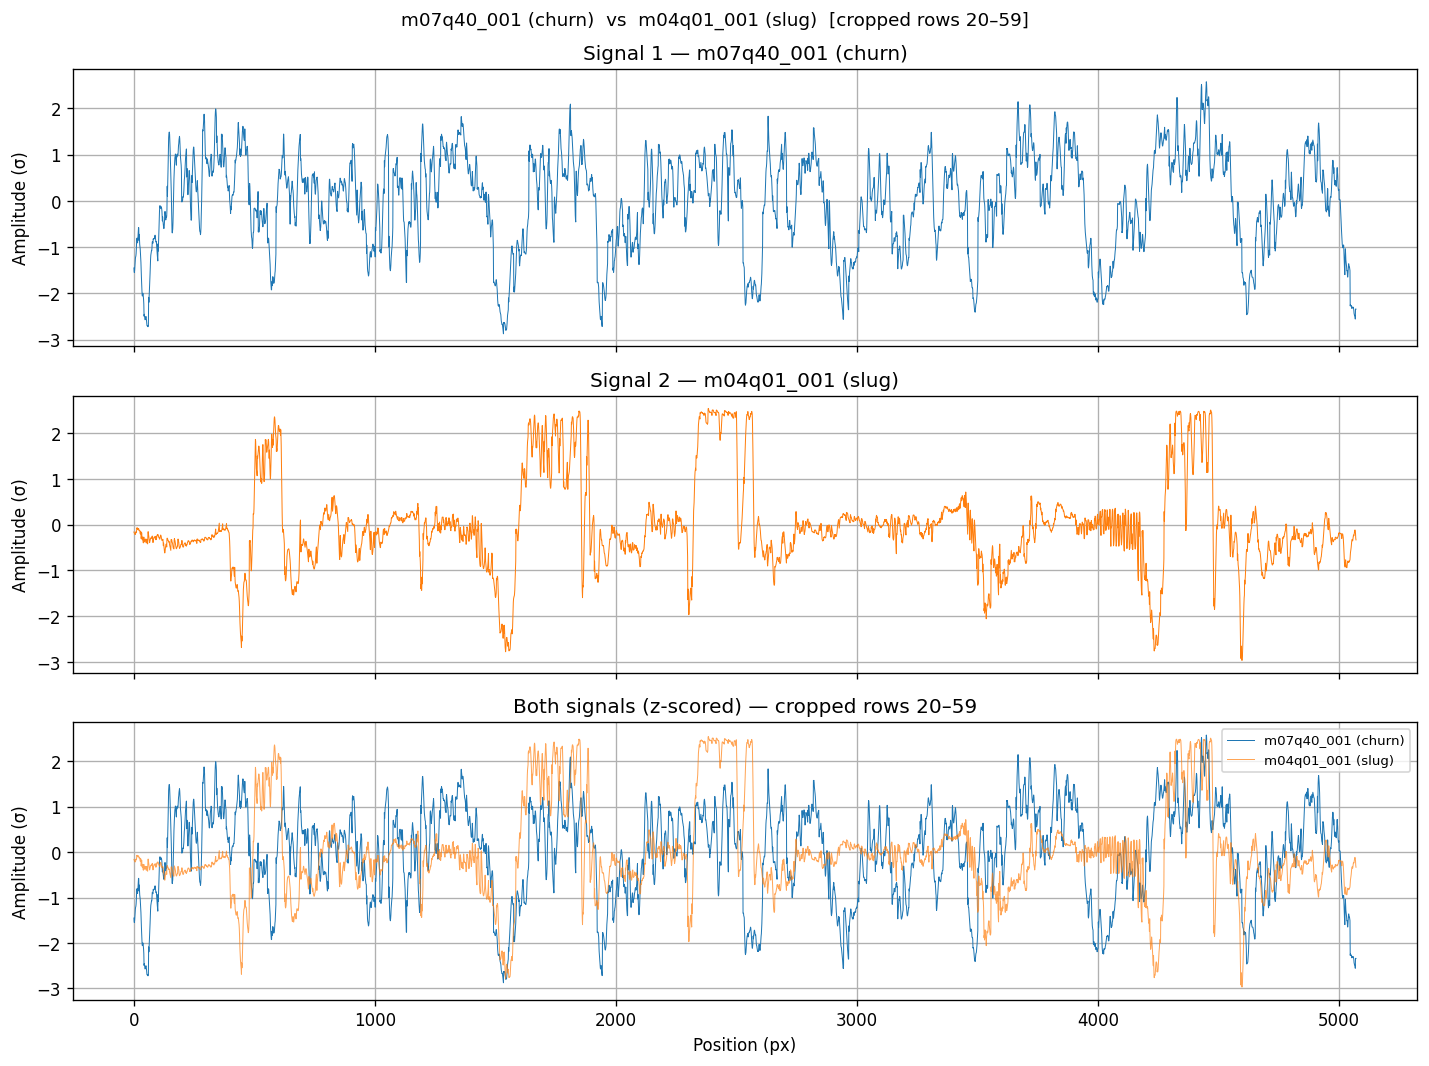 m07q40_001 (churn)  vs  m04q01_001 (slug)  [cropped rows 20–59]
Signal 1 — m07q40_001 (churn)
Amplitude (σ)
2
1
0
−1
−2
−3
Signal 2 — m04q01_001 (slug)
Amplitude (σ)
2
1
0
−1
−2
−3
Both signals (z-scored) — cropped rows 20–59
Amplitude (σ)
2
1
0
−1
−2
−3
m07q40_001 (churn)
m04q01_001 (slug)
0 1000 2000 3000 4000 5000
Position (px)